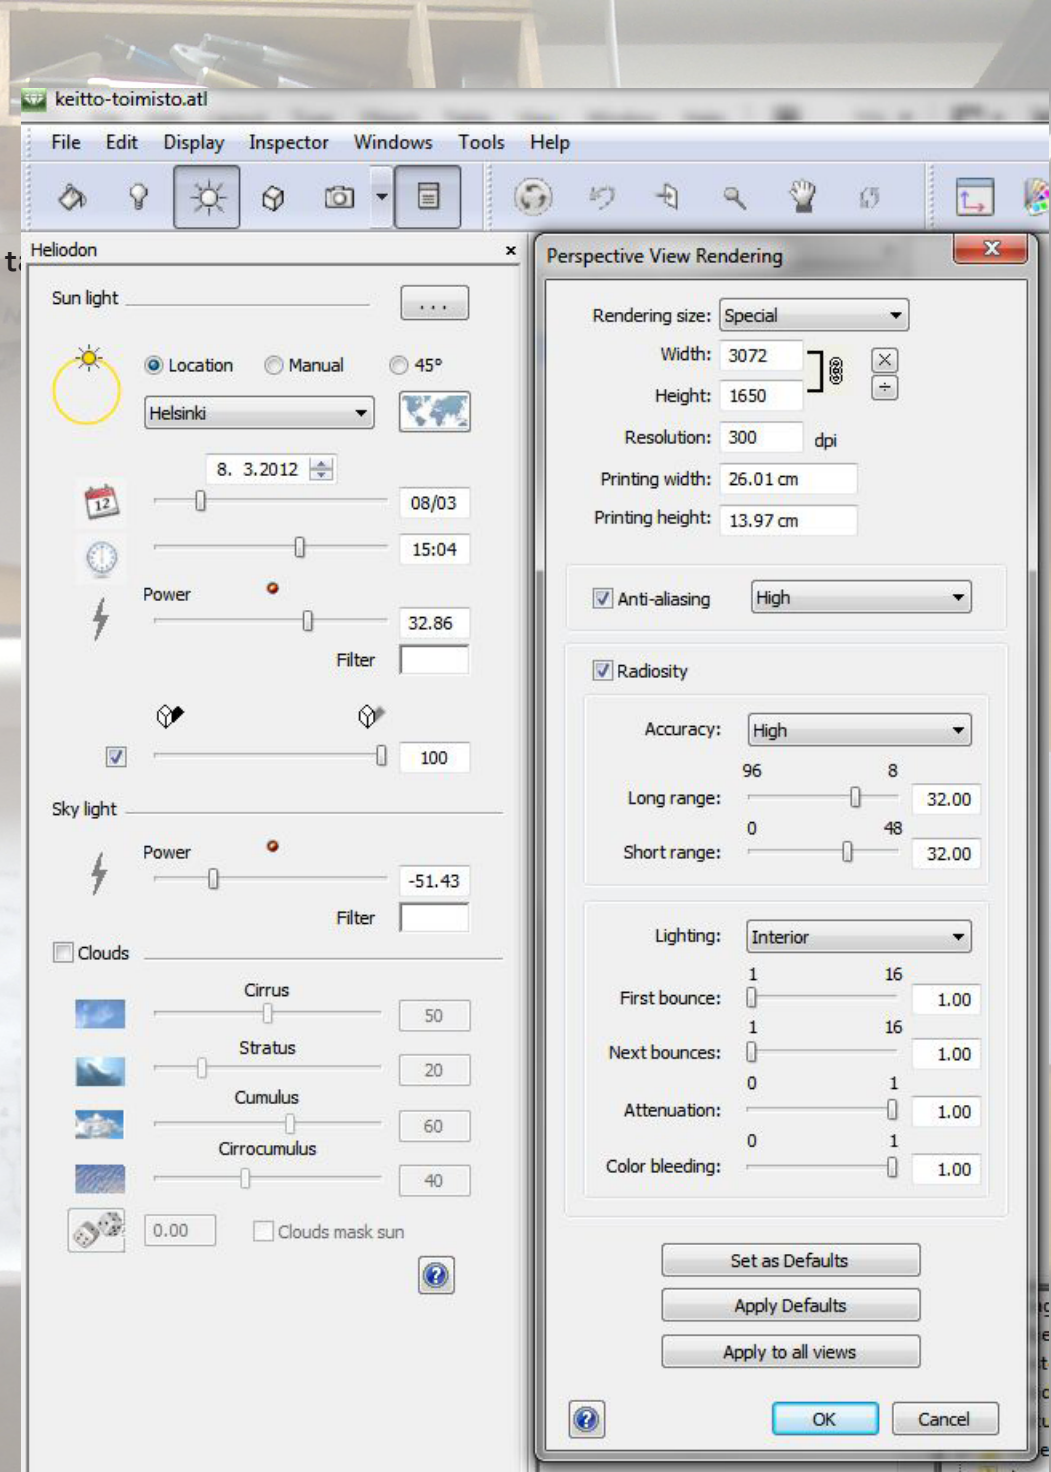 keitto-toimisto.atl
File Edit Display Inspector Windows Tools Help
Heliodon
Sun light
. . .
Location Manual 45°
Helsinki
8. 3.2012
12
08/03
15:04
Power
32.86
Filter
100
Sky light
Power
-51.43
Filter
Clouds
Cirrus
50
Stratus
20
Cumulus
60
Cirrocumulus
40
0.00 Clouds mask sun
?
Perspective View Rendering
Rendering size: Special
Width: 3072
Height: 1650
Resolution: 300 dpi
Printing width: 26.01 cm
Printing height: 13.97 cm
Anti-aliasing High
Radiosity
Accuracy: High
96 8
Long range: 32.00
0 48
Short range: 32.00
Lighting: Interior
1 16
First bounce: 1.00
1 16
Next bounces: 1.00
0 1
Attenuation: 1.00
0 1
Color bleeding: 1.00
Set as Defaults
Apply Defaults
Apply to all views
? OK Cancel